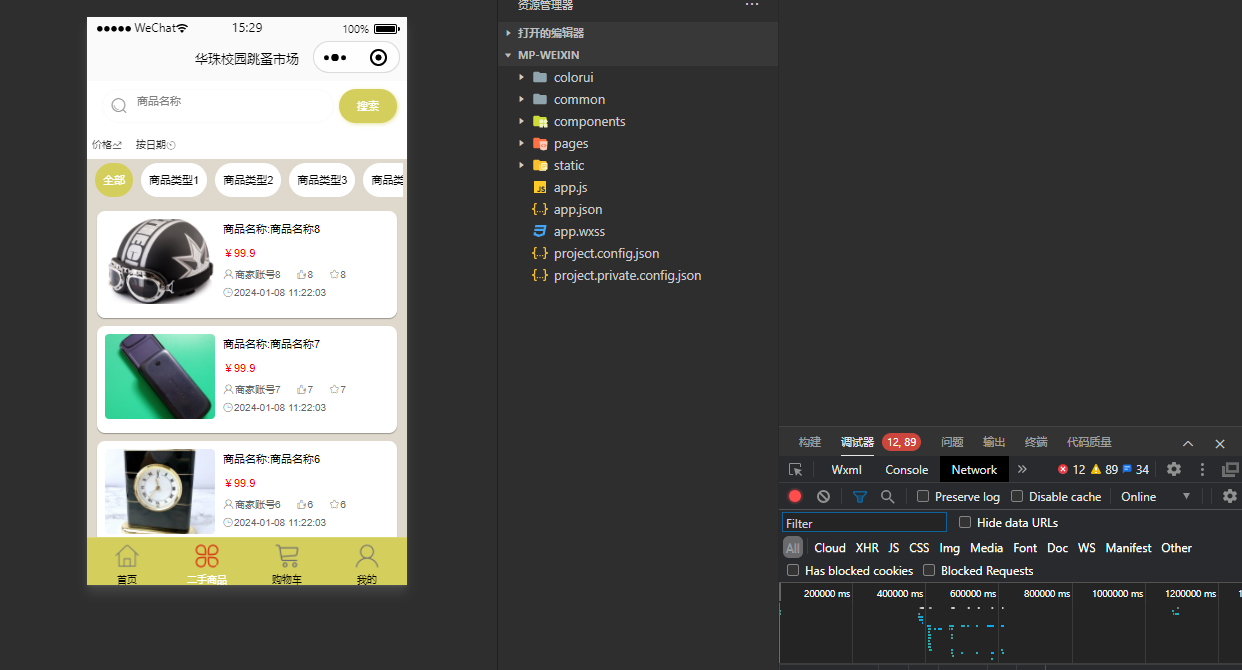 WeChat 15:29 100%
华珠校园跳蚤市场
商品名称 搜索
价格 按日期
全部 商品类型1 商品类型2 商品类型3 商品类
商品名称:商品名称8
￥99.9
商家账号8 8 8
2024-01-08 11:22:03
商品名称:商品名称7
￥99.9
商家账号7 7 7
2024-01-08 11:22:03
商品名称:商品名称6
￥99.9
商家账号6 6 6
2024-01-08 11:22:03
首页 二手商品 购物车 我的
资源管理器 ...
打开的编辑器
MP-WEIXIN
colorui
common
components
pages
static
app.js
app.json
app.wxss
project.config.json
project.private.config.json
构建 调试器 12, 89 问题 输出 终端 代码质量
Wxml Console Network 12 89 34
Preserve log Disable cache Online
Filter Hide data URLs
All Cloud XHR JS CSS Img Media Font Doc WS Manifest Other
Has blocked cookies Blocked Requests
200000 ms 400000 ms 600000 ms 800000 ms 1000000 ms 1200000 ms 1